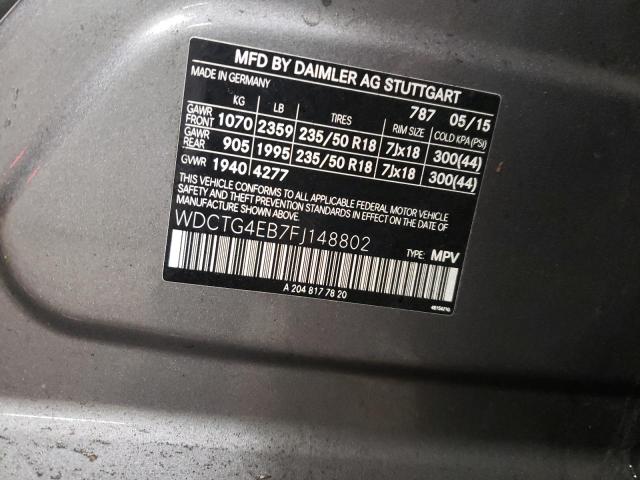 MFD BY DAIMLER AG STUTTGART
MADE IN GERMANY 787 05/15
KG LB TIRES RIM SIZE COLD KPA(PSI)
GAWR FRONT 1070 2359 235/50 R18 7Jx18 300(44)
GAWR REAR 905 1995 235/50 R18 7Jx18 300(44)
GVWR 1940 4277
THIS VEHICLE CONFORMS TO ALL APPLICABLE FEDERAL MOTOR VEHICLE
SAFETY AND THEFT PREVENTION STANDARDS IN EFFECT ON THE DATE OF
MANUFACTURE SHOWN ABOVE.
WDCTG4EB7FJ148802
TYPE: MPV
A 204 817 78 20